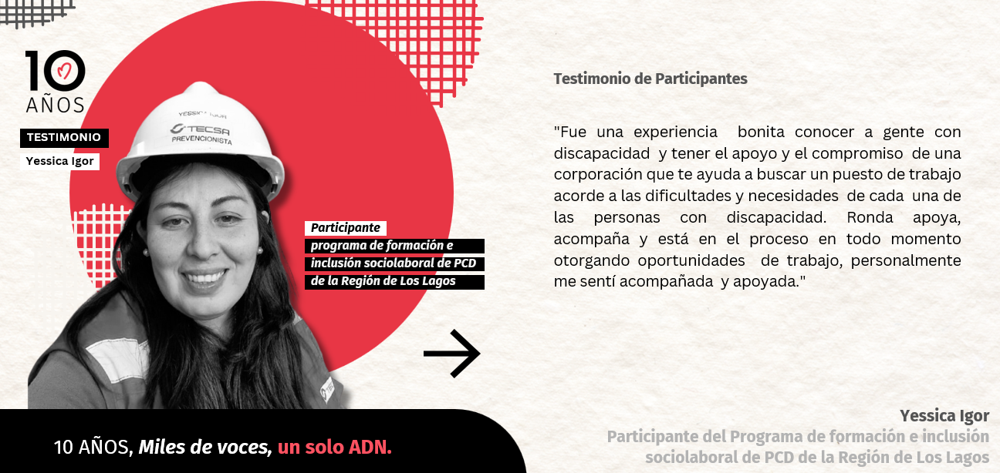 10
AÑOS
TESTIMONIO
Yessica Igor
YESSICA IGOR
TECSA
PREVENCIONISTA
Participante
programa de formación e
inclusión sociolaboral de PCD
de la Región de Los Lagos
10 AÑOS, Miles de voces, un solo ADN.
Testimonio de Participantes
"Fue una experiencia bonita conocer a gente con
discapacidad y tener el apoyo y el compromiso de una
corporación que te ayuda a buscar un puesto de trabajo
acorde a las dificultades y necesidades de cada una de
las personas con discapacidad. Ronda apoya,
acompaña y está en el proceso en todo momento
otorgando oportunidades de trabajo, personalmente
me sentí acompañada y apoyada."
Yessica Igor
Participante del Programa de formación e inclusión
sociolaboral de PCD de la Región de Los Lagos